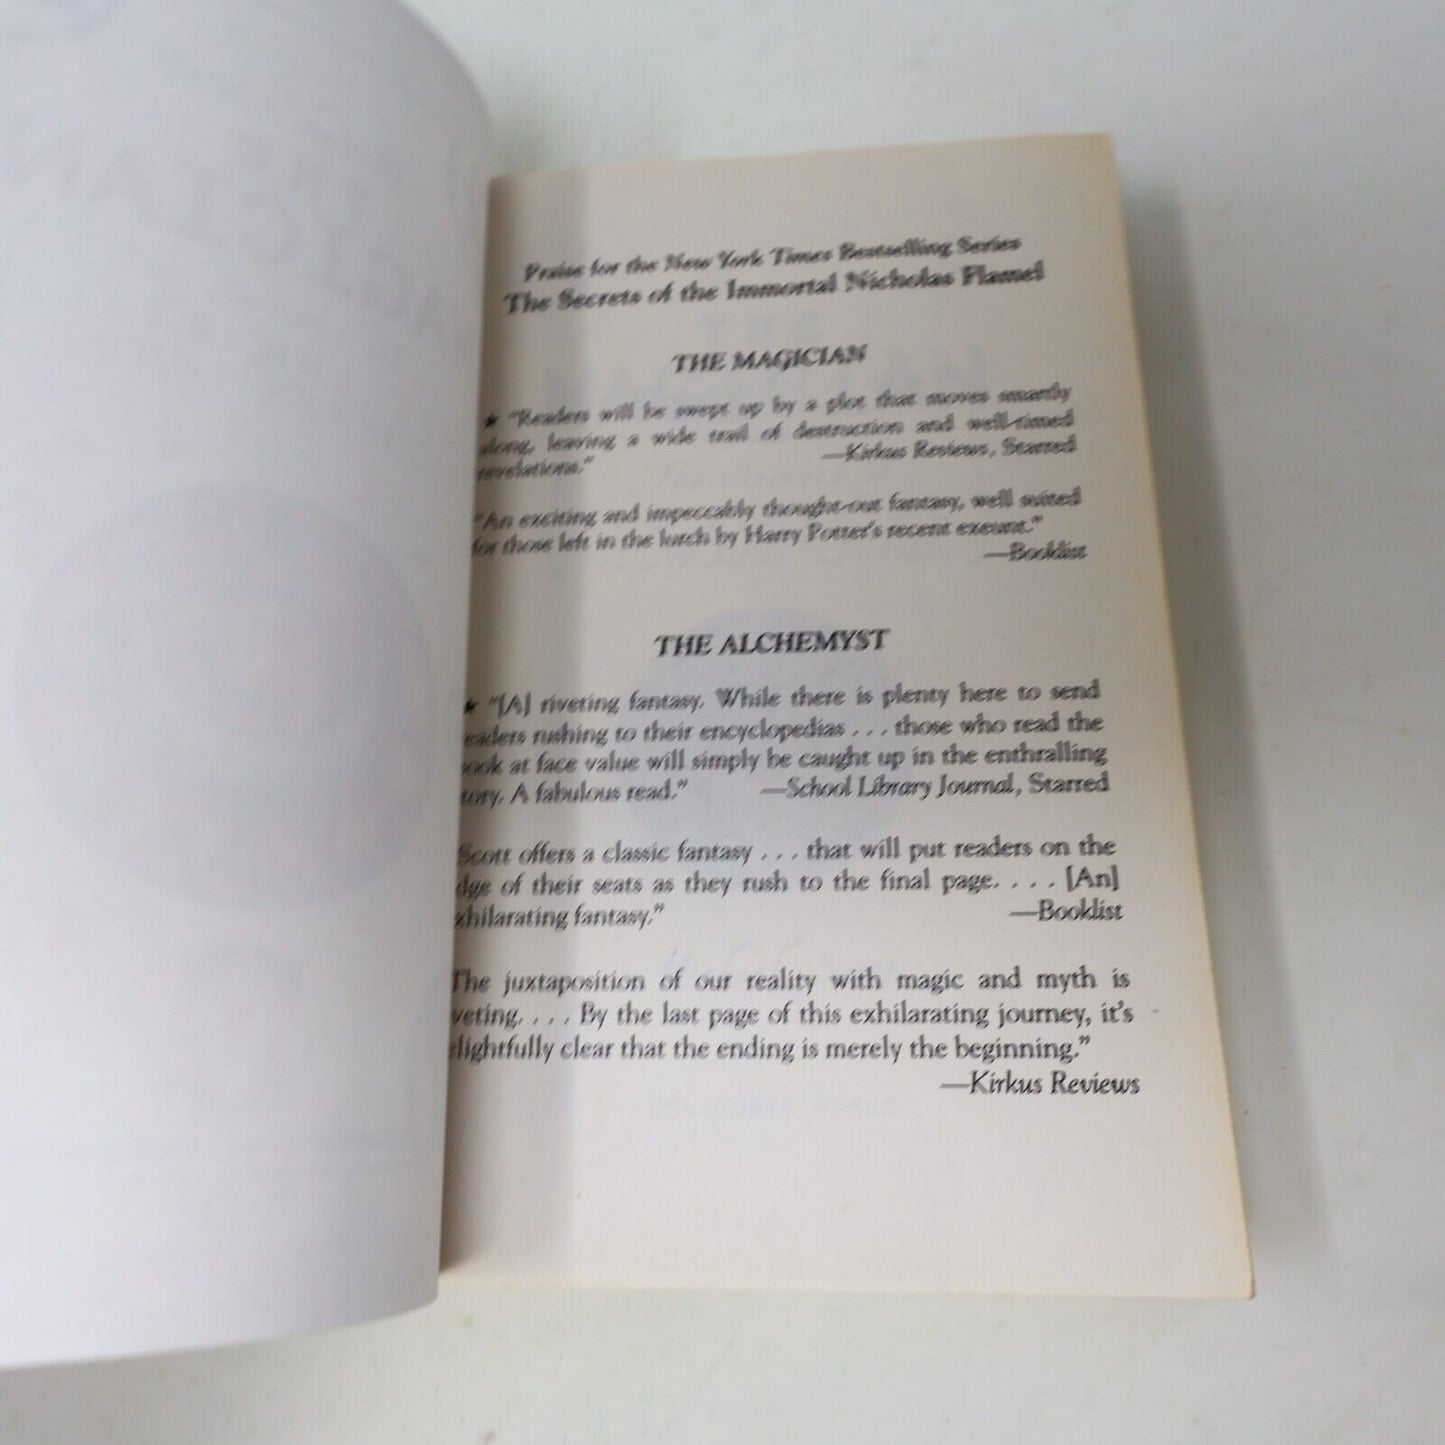 Praise for the New York Times Bestselling Series
The Secrets of the Immortal Nicholas Flamel
THE MAGICIAN
★ “Readers will be swept up by a plot that moves smartly
along, leaving a wide trail of destruction and well-timed
revelations.” —Kirkus Reviews, Starred
“An exciting and impeccably thought-out fantasy, well suited
for those left in the lurch by Harry Potter’s recent exeunt.”
—Booklist
THE ALCHEMYST
★ “[A] riveting fantasy. While there is plenty here to send
eaders rushing to their encyclopedias . . . those who read the
ook at face value will simply be caught up in the enthralling
tory. A fabulous read.” —School Library Journal, Starred
Scott offers a classic fantasy . . . that will put readers on the
dge of their seats as they rush to the final page. . . . [An]
xhilarating fantasy.” —Booklist
The juxtaposition of our reality with magic and myth is
veting. . . . By the last page of this exhilarating journey, it’s
lightfully clear that the ending is merely the beginning.”
—Kirkus Reviews